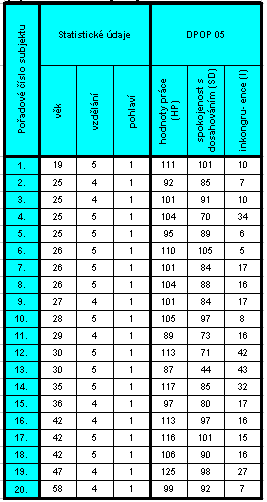 Pořadové číslo subjektu | Statistické údaje | DPOP 05
věk | vzdělání | pohlaví | hodnoty práce (HP) | spokojenost s dosahováním (SD) | inkongru- ence (I)
1. 19 5 1 111 101 10
2. 25 4 1 92 85 7
3. 25 4 1 101 91 10
4. 25 5 1 104 70 34
5. 25 5 1 95 89 6
6. 26 5 1 110 105 5
7. 26 5 1 101 84 17
8. 26 5 1 104 88 16
9. 27 4 1 101 84 17
10. 28 5 1 105 97 8
11. 29 4 1 89 73 16
12. 30 5 1 113 71 42
13. 30 5 1 87 44 43
14. 35 4 1 117 85 32
15. 36 4 1 97 80 17
16. 42 4 1 113 97 16
17. 42 5 1 116 101 15
18. 42 5 1 106 90 16
19. 47 4 1 125 98 27
20. 58 4 1 99 92 7